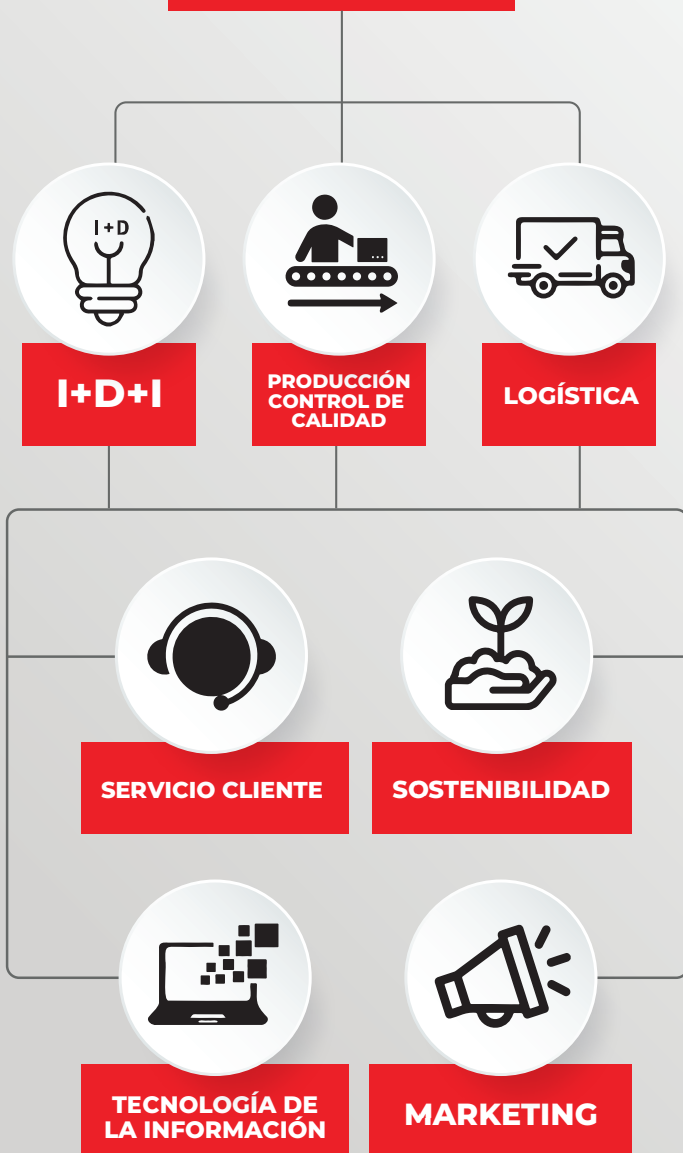 I+D
I+D+I
PRODUCCIÓN
CONTROL DE
CALIDAD
LOGÍSTICA
SERVICIO CLIENTE
SOSTENIBILIDAD
TECNOLOGÍA DE
LA INFORMACIÓN
MARKETING